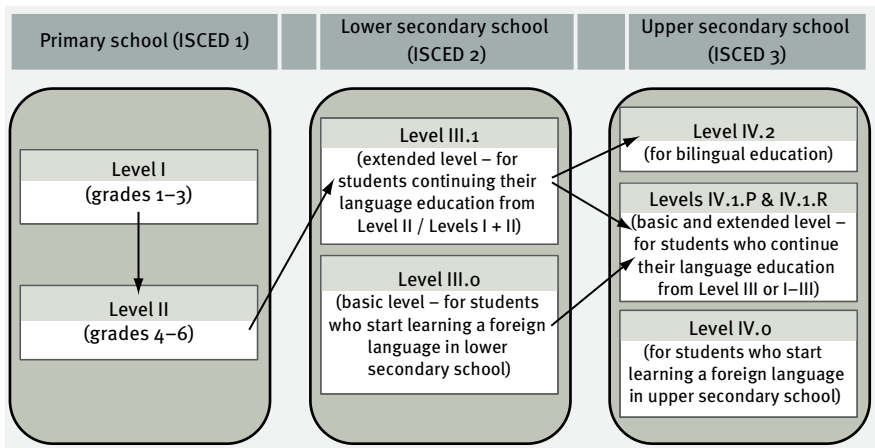 Primary school (ISCED 1)
Lower secondary school
(ISCED 2)
Upper secondary school
(ISCED 3)
Level I
(grades 1–3)
Level II
(grades 4–6)
Level III.1
(extended level – for
students continuing their
language education from
Level II / Levels I + II)
Level III.0
(basic level – for students
who start learning a foreign
language in lower
secondary school)
Level IV.2
(for bilingual education)
Levels IV.1.P & IV.1.R
(basic and extended level –
for students who continue
their language education
from Level III or I–III)
Level IV.0
(for students who start
learning a foreign language
in upper secondary school)